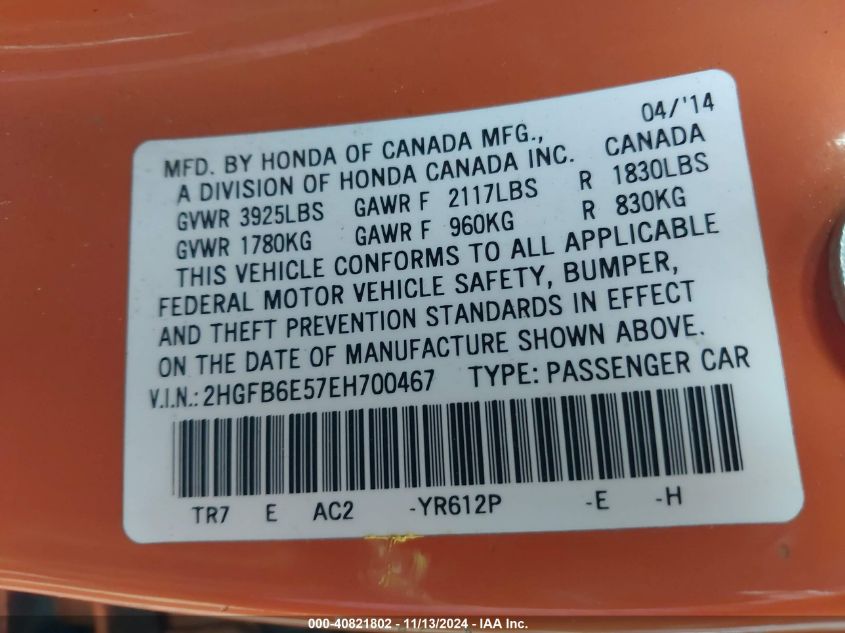 04/'14
MFD. BY HONDA OF CANADA MFG.,
A DIVISION OF HONDA CANADA INC. CANADA
GVWR 3925LBS GAWR F 2117LBS R 1830LBS
GVWR 1780KG GAWR F 960KG R 830KG
THIS VEHICLE CONFORMS TO ALL APPLICABLE
FEDERAL MOTOR VEHICLE SAFETY, BUMPER,
AND THEFT PREVENTION STANDARDS IN EFFECT
ON THE DATE OF MANUFACTURE SHOWN ABOVE.
V.I.N.: 2HGFB6E57EH700467 TYPE: PASSENGER CAR
TR7 E AC2 -YR612P -E -H
000-40821802 - 11/13/2024 - IAA Inc.